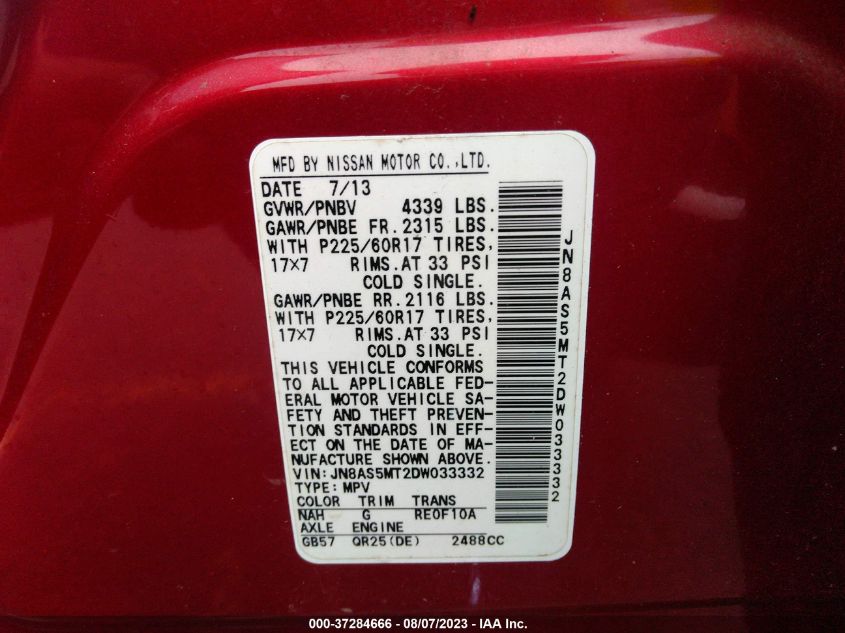 MFD BY NISSAN MOTOR CO.,LTD.
DATE 7/13
GVWR/PNBV 4339 LBS.
GAWR/PNBE FR.2315 LBS.
WITH P225/60R17 TIRES,
17×7 RIMS.AT 33 PSI
COLD SINGLE.
GAWR/PNBE RR.2116 LBS.
WITH P225/60R17 TIRES,
17×7 RIMS.AT 33 PSI
COLD SINGLE.
THIS VEHICLE CONFORMS
TO ALL APPLICABLE FED-
ERAL MOTOR VEHICLE SA-
FETY AND THEFT PREVEN-
TION STANDARDS IN EFF-
ECT ON THE DATE OF MA-
NUFACTURE SHOWN ABOVE.
VIN:JN8AS5MT2DW033332
TYPE:MPV
COLOR TRIM TRANS
NAH G RE0F10A
AXLE ENGINE
GB57 QR25(DE) 2488CC
JN8AS5MT2DW033332
000-37284666 - 08/07/2023 - IAA Inc.